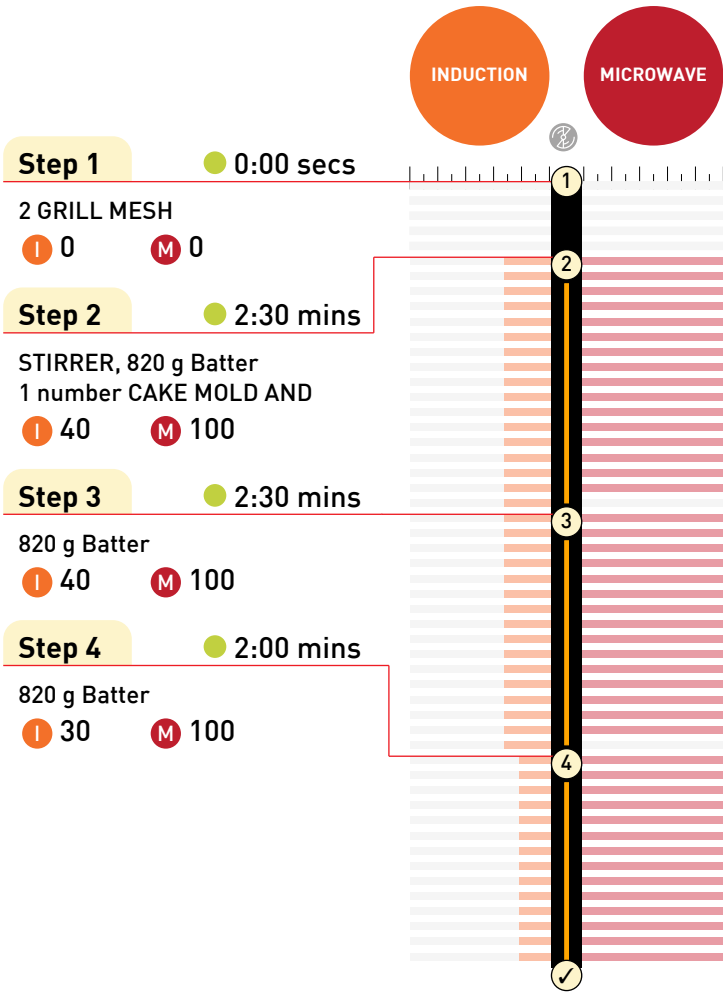 INDUCTION
MICROWAVE
Step 1 0:00 secs
2 GRILL MESH
I 0 M 0
Step 2 2:30 mins
STIRRER, 820 g Batter
1 number CAKE MOLD AND
I 40 M 100
Step 3 2:30 mins
820 g Batter
I 40 M 100
Step 4 2:00 mins
820 g Batter
I 30 M 100
1
2
3
4
✓